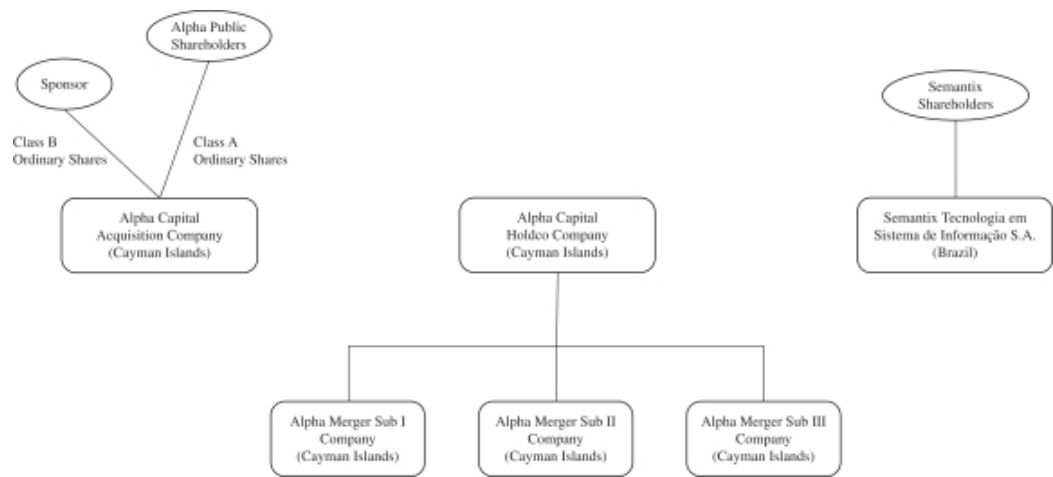 Alpha Public
Shareholders
Sponsor
Semantix
Shareholders
Class B
Ordinary Shares
Class A
Ordinary Shares
Alpha Capital
Acquisition Company
(Cayman Islands)
Alpha Capital
Holdco Company
(Cayman Islands)
Semantix Tecnologia em
Sistema de Informação S.A.
(Brazil)
Alpha Merger Sub I
Company
(Cayman Islands)
Alpha Merger Sub II
Company
(Cayman Islands)
Alpha Merger Sub III
Company
(Cayman Islands)